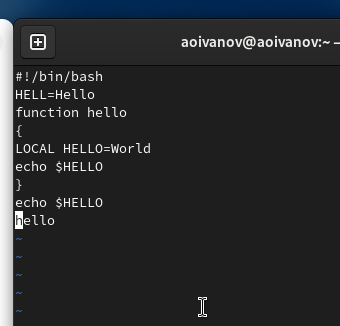 aoivanov@aoivanov:~ –
#!/bin/bash
HELL=Hello
function hello
{
LOCAL HELLO=World
echo $HELLO
}
echo $HELLO
hello
~
~
~
~
~